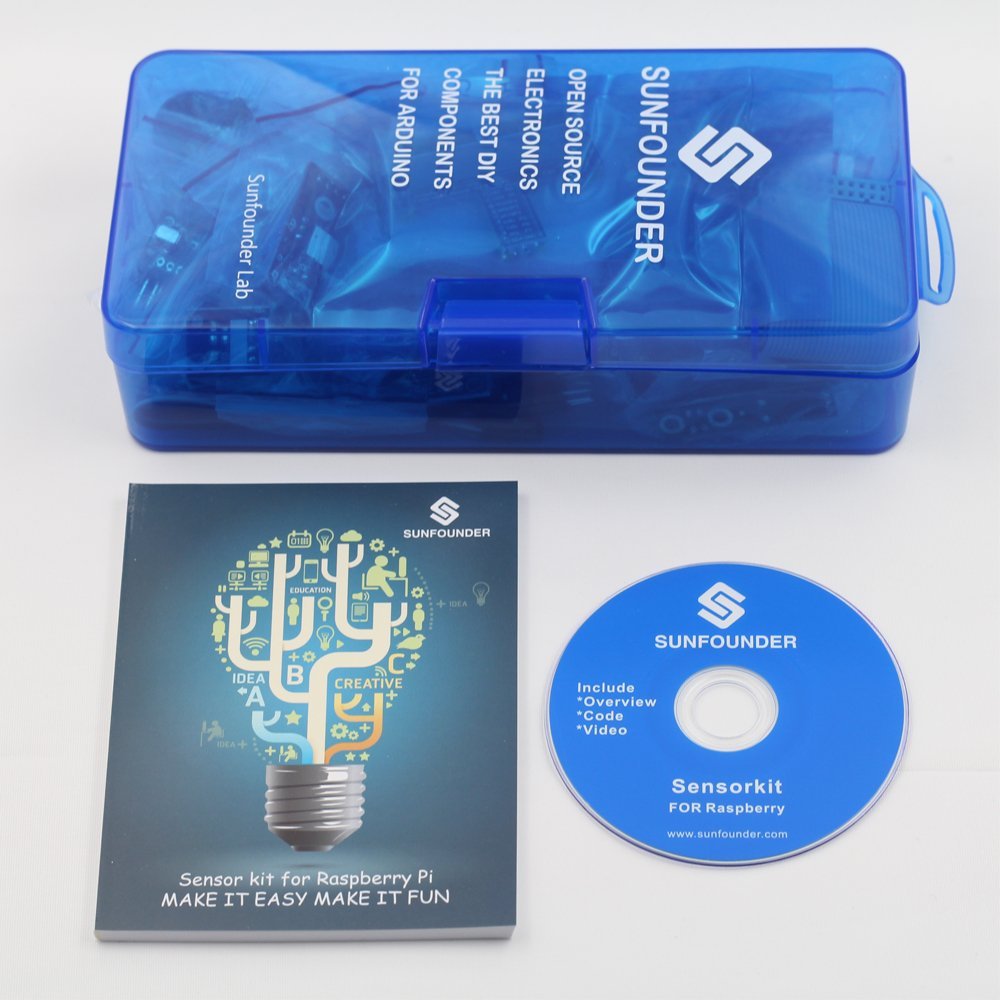 SUNFOUNDER
OPEN SOURCE
ELECTRONICS
THE BEST DIY
COMPONENTS
FOR ARDUINO
Sunfounder Lab
SUNFOUNDER
EDUCATION
IDEA
IDEA
A
B
C
CREATIVE
IDEA
Sensor kit for Raspberry Pi
MAKE IT EASY MAKE IT FUN
SUNFOUNDER
Include
*Overview
*Code
*Video
Sensorkit
FOR Raspberry
www.sunfounder.com